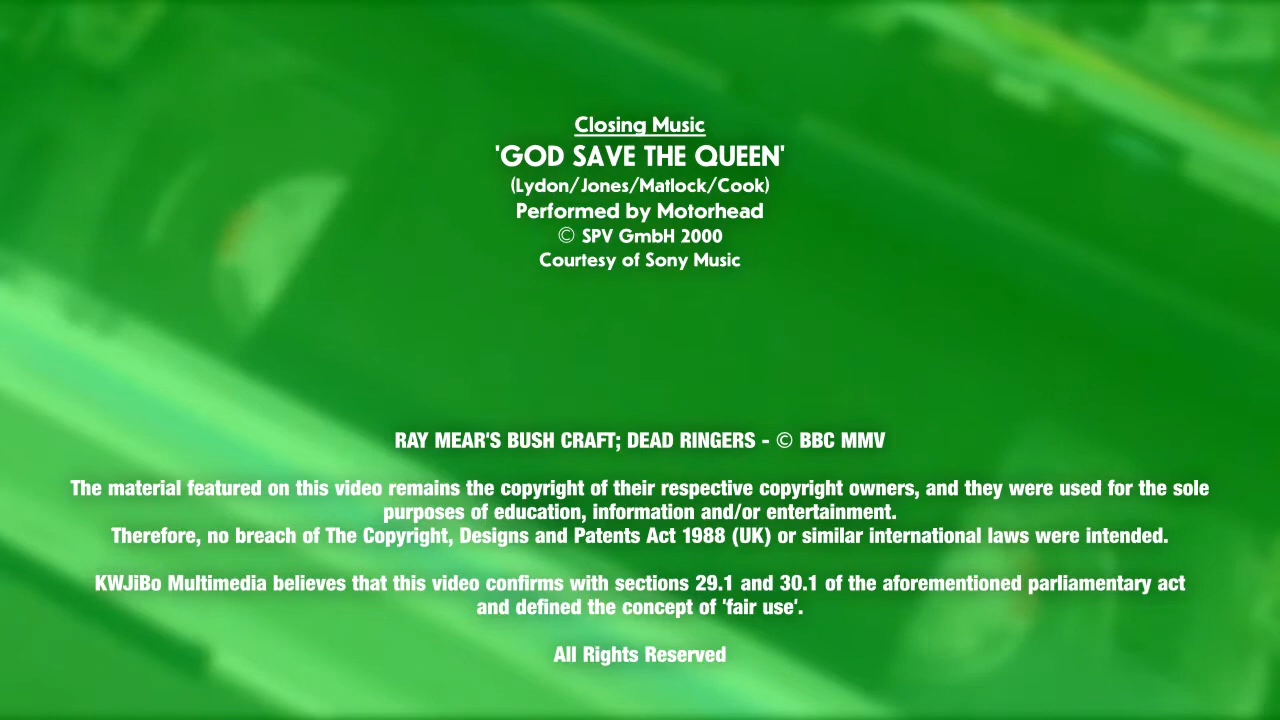 Closing Music
'GOD SAVE THE QUEEN'
(Lydon/Jones/Matlock/Cook)
Performed by Motorhead
© SPV GmbH 2000
Courtesy of Sony Music
RAY MEAR'S BUSH CRAFT; DEAD RINGERS - © BBC MMV
The material featured on this video remains the copyright of their respective copyright owners, and they were used for the sole
purposes of education, information and/or entertainment.
Therefore, no breach of The Copyright, Designs and Patents Act 1988 (UK) or similar international laws were intended.
KWJiBo Multimedia believes that this video confirms with sections 29.1 and 30.1 of the aforementioned parliamentary act
and defined the concept of 'fair use'.
All Rights Reserved